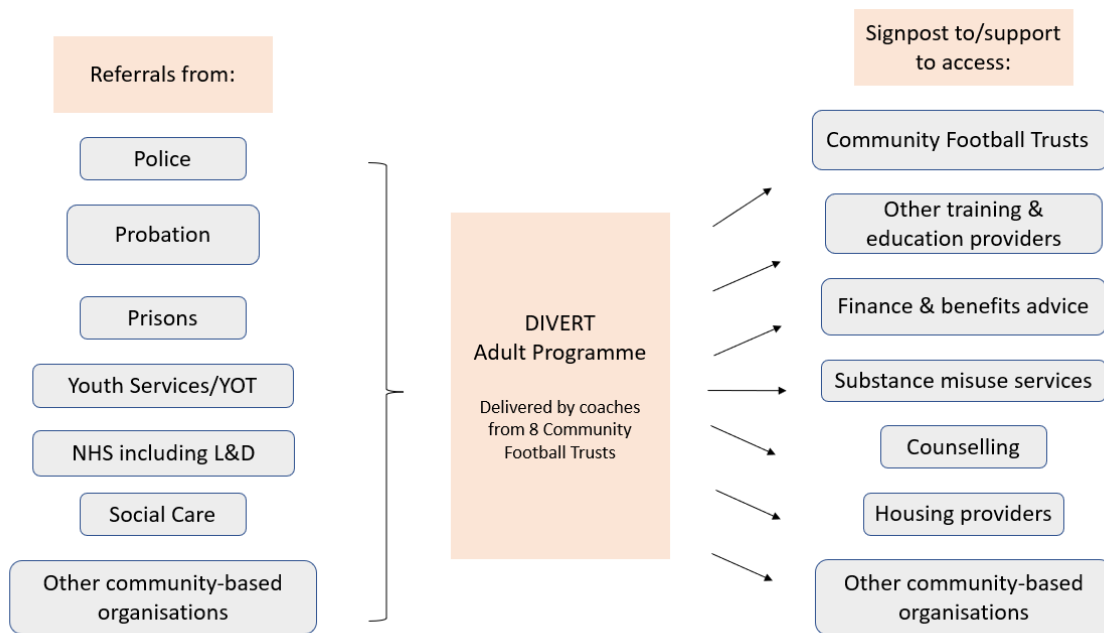 Referrals from:
Police
Probation
Prisons
Youth Services/YOT
NHS including L&D
Social Care
Other community-based
organisations
DIVERT
Adult Programme
Delivered by coaches
from 8 Community
Football Trusts
Signpost to/support
to access:
Community Football Trusts
Other training &
education providers
Finance & benefits advice
Substance misuse services
Counselling
Housing providers
Other community-based
organisations